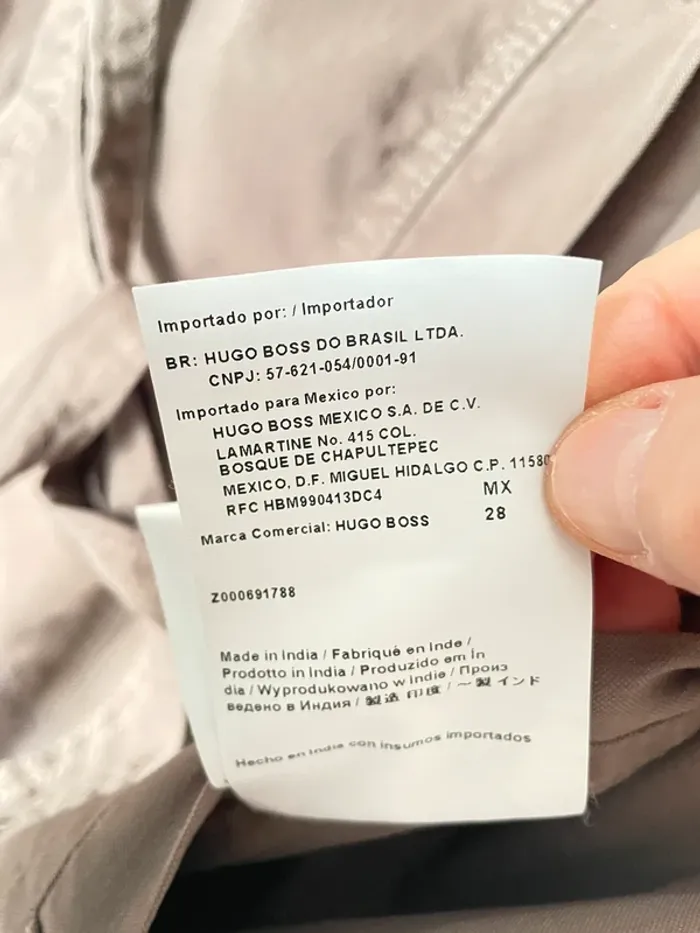 Importado por: / Importador
BR: HUGO BOSS DO BRASIL LTDA.
CNPJ: 57-621-054/0001-91
Importado para Mexico por:
HUGO BOSS MEXICO S.A. DE C.V.
LAMARTINE No. 415 COL.
BOSQUE DE CHAPULTEPEC
MEXICO, D.F. MIGUEL HIDALGO C.P. 11580
RFC HBM990413DC4 MX
Marca Comercial: HUGO BOSS 28
Z000691788
Made in India / Fabriqué en Inde /
Prodotto in India / Produzido em Ín
dia / Wyprodukowano w Indie / Произ
ведено в Индия / 製造 印度 / 製 インド
Hecho en India con insumos importados